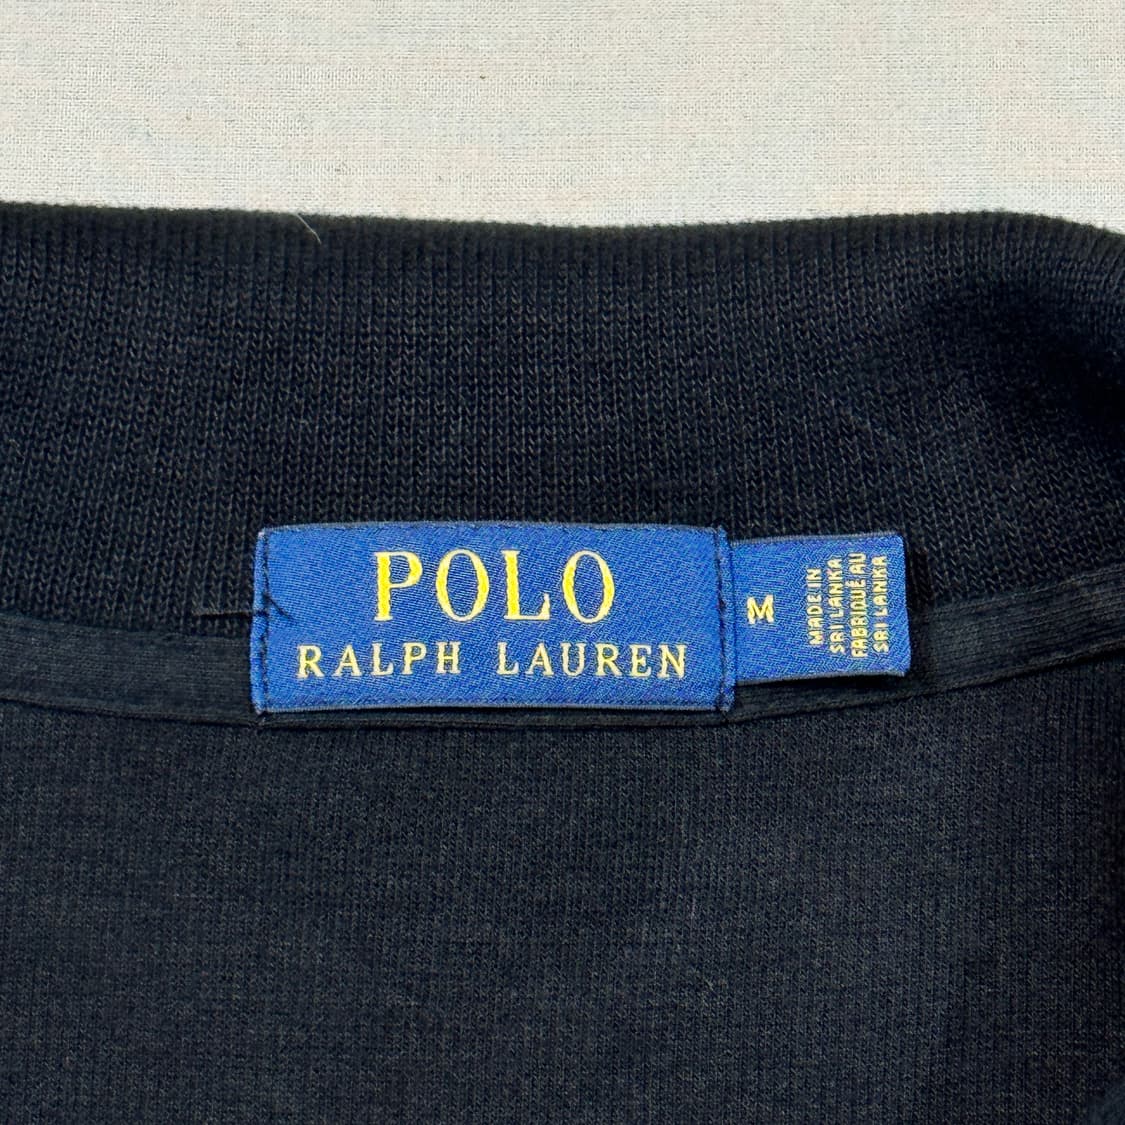 POLO
RALPH LAUREN
M
MADE IN
SRI LANKA
FABRIQUÉ AU
SRI LANKA